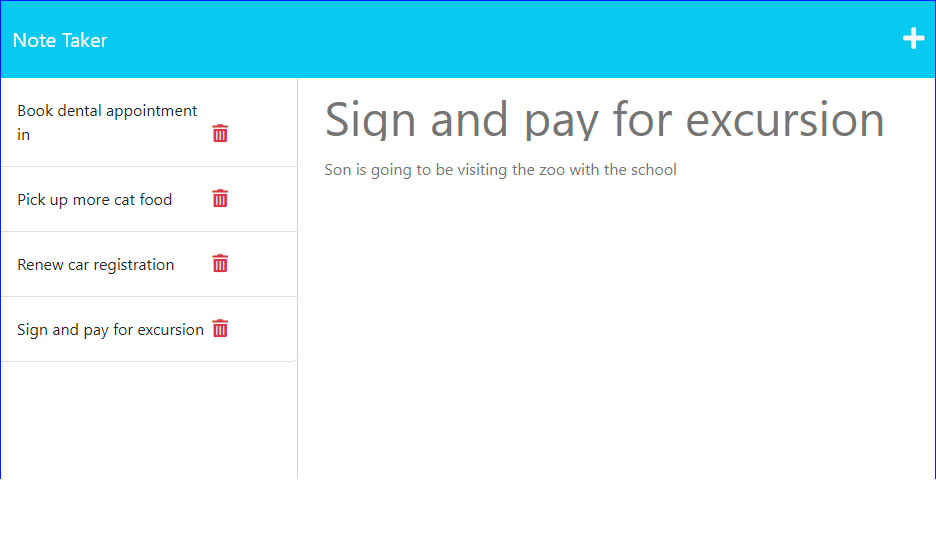 Note Taker
Book dental appointment
in
Pick up more cat food
Renew car registration
Sign and pay for excursion
Sign and pay for excursion
Son is going to be visiting the zoo with the school